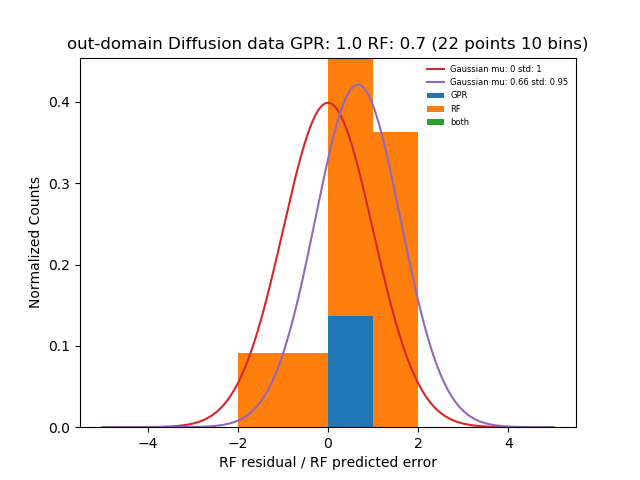 out-domain Diffusion data GPR: 1.0 RF: 0.7 (22 points 10 bins)
Gaussian mu: 0 std: 1
Gaussian mu: 0.66 std: 0.95
GPR
RF
both
Normalized Counts
0.4
0.3
0.2
0.1
0.0
−4
−2
0
2
4
RF residual / RF predicted error